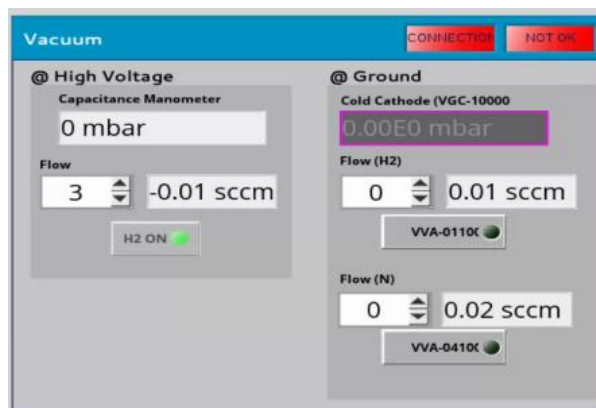 Vacuum
CONNECTION
NOT OK
@ High Voltage
Capacitance Manometer
0 mbar
Flow
3
-0.01 sccm
H2 ON
@ Ground
Cold Cathode (VGC-10000
0.00E0 mbar
Flow (H2)
0
0.01 sccm
VVA-0110(
Flow (N)
0
0.02 sccm
VVA-0410(